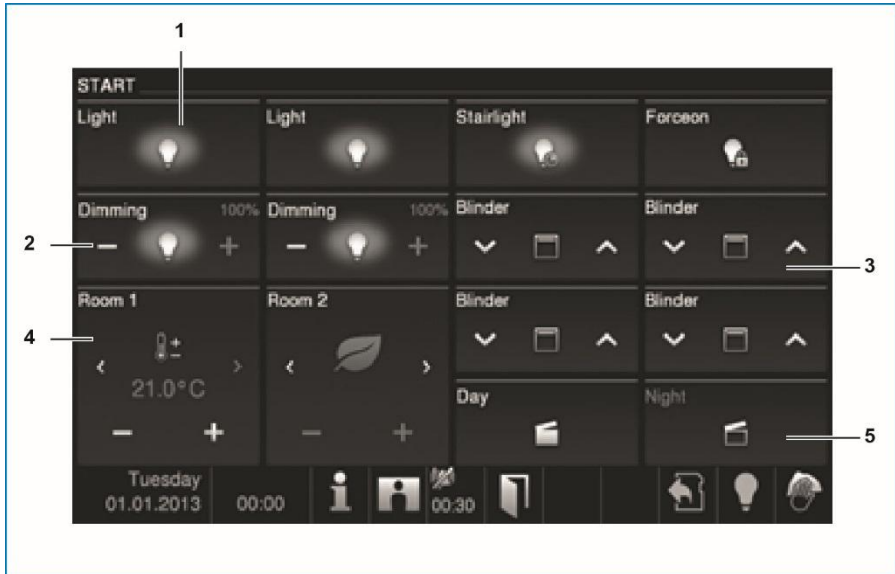 1
START
Light Light Stairlight Forceon
Dimming 100% Dimming 100% Blinder Blinder
2
3
Room 1 Room 2 Blinder Blinder
4
21.0°C
Day Night
5
Tuesday
01.01.2013 00:00 00:30